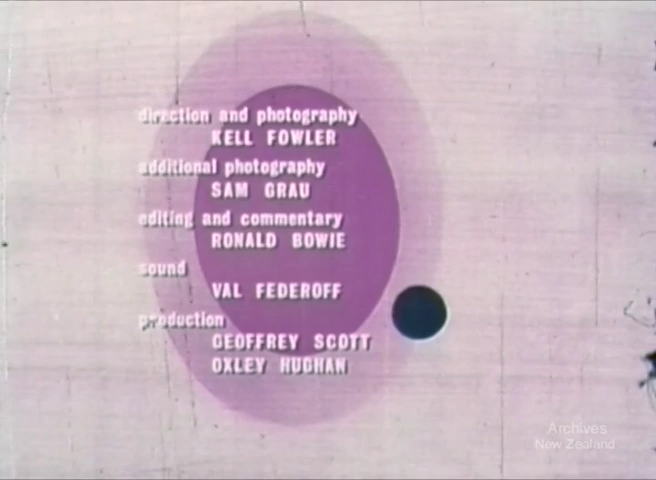 direction and photography
KELL FOWLER
additional photography
SAM GRAU
editing and commentary
RONALD BOWIE
sound
VAL FEDEROFF
production
GEOFFREY SCOTT
OXLEY HUGHAN
Archives
New Zealand